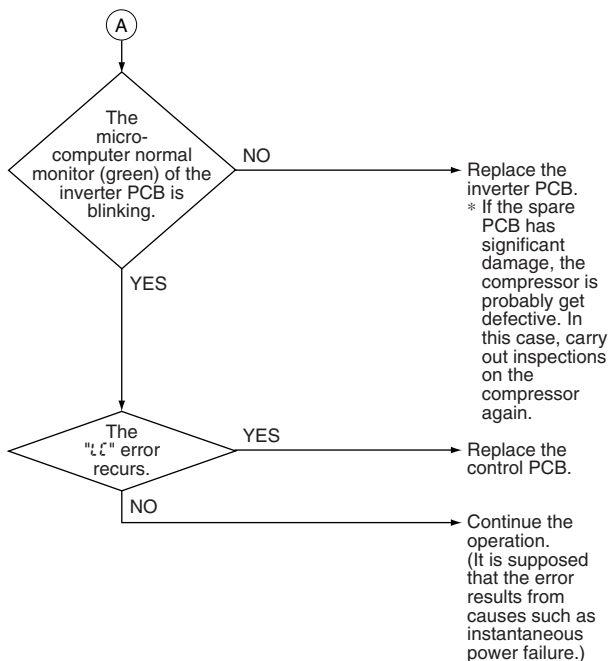 A
The
micro-
computer normal
monitor (green) of the
inverter PCB is
blinking.
NO
Replace the
inverter PCB.
* If the spare
PCB has
significant
damage, the
compressor is
probably get
defective. In
this case, carry
out inspections
on the
compressor
again.
YES
The
"LC" error
recurs.
YES
Replace the
control PCB.
NO
Continue the
operation.
(It is supposed
that the error
results from
causes such as
instantaneous
power failure.)